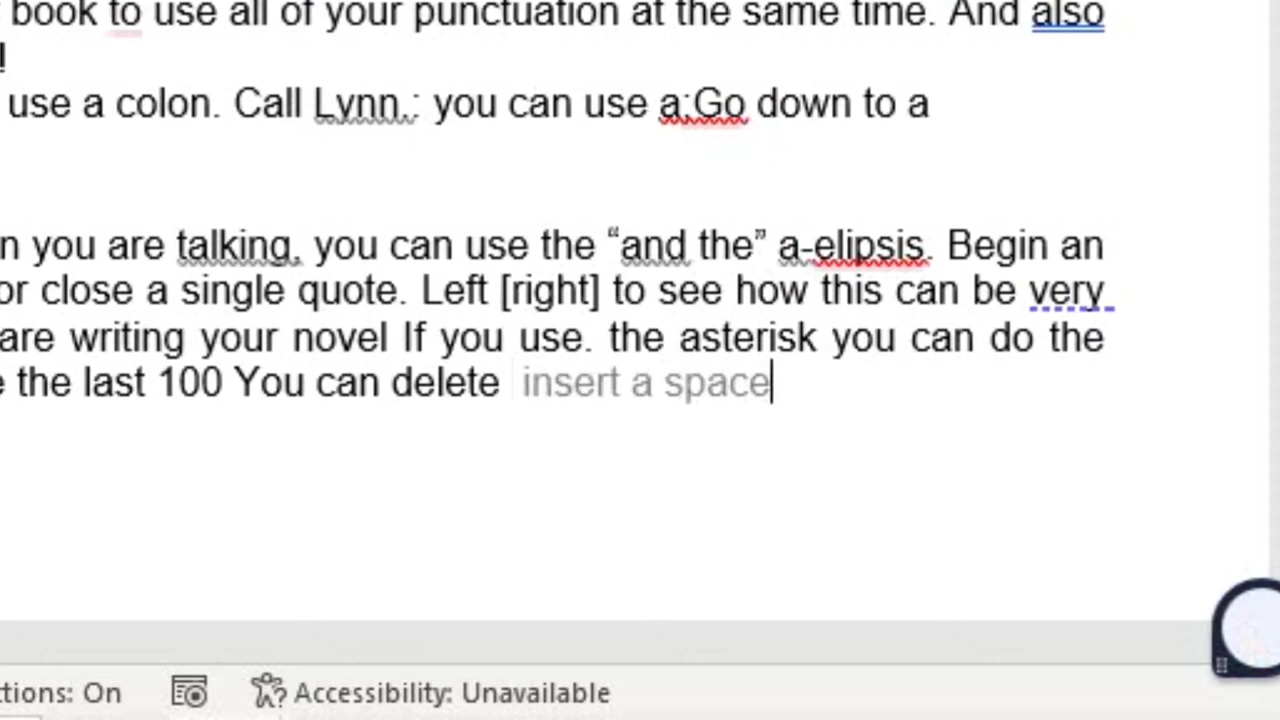 book to use all of your punctuation at the same time. And also
!
use a colon. Call Lynn.: you can use a;Go down to a
n you are talking, you can use the “and the” a-elipsis. Begin an
or close a single quote. Left [right] to see how this can be very
are writing your novel If you use. the asterisk you can do the
e the last 100 You can delete insert a space
tions: On
Accessibility: Unavailable